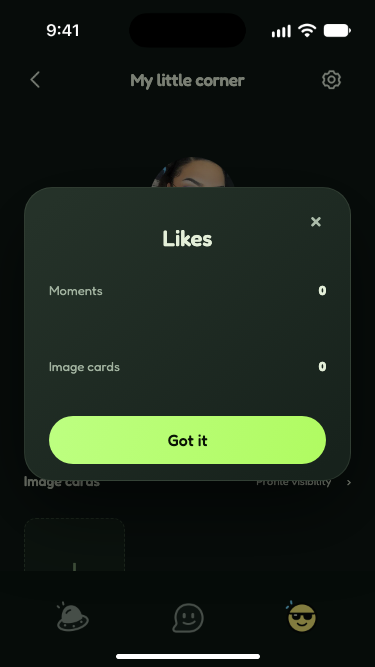 9:41
My little corner
Likes
Moments 0
Image cards 0
Got it
Image cards Profile visibility